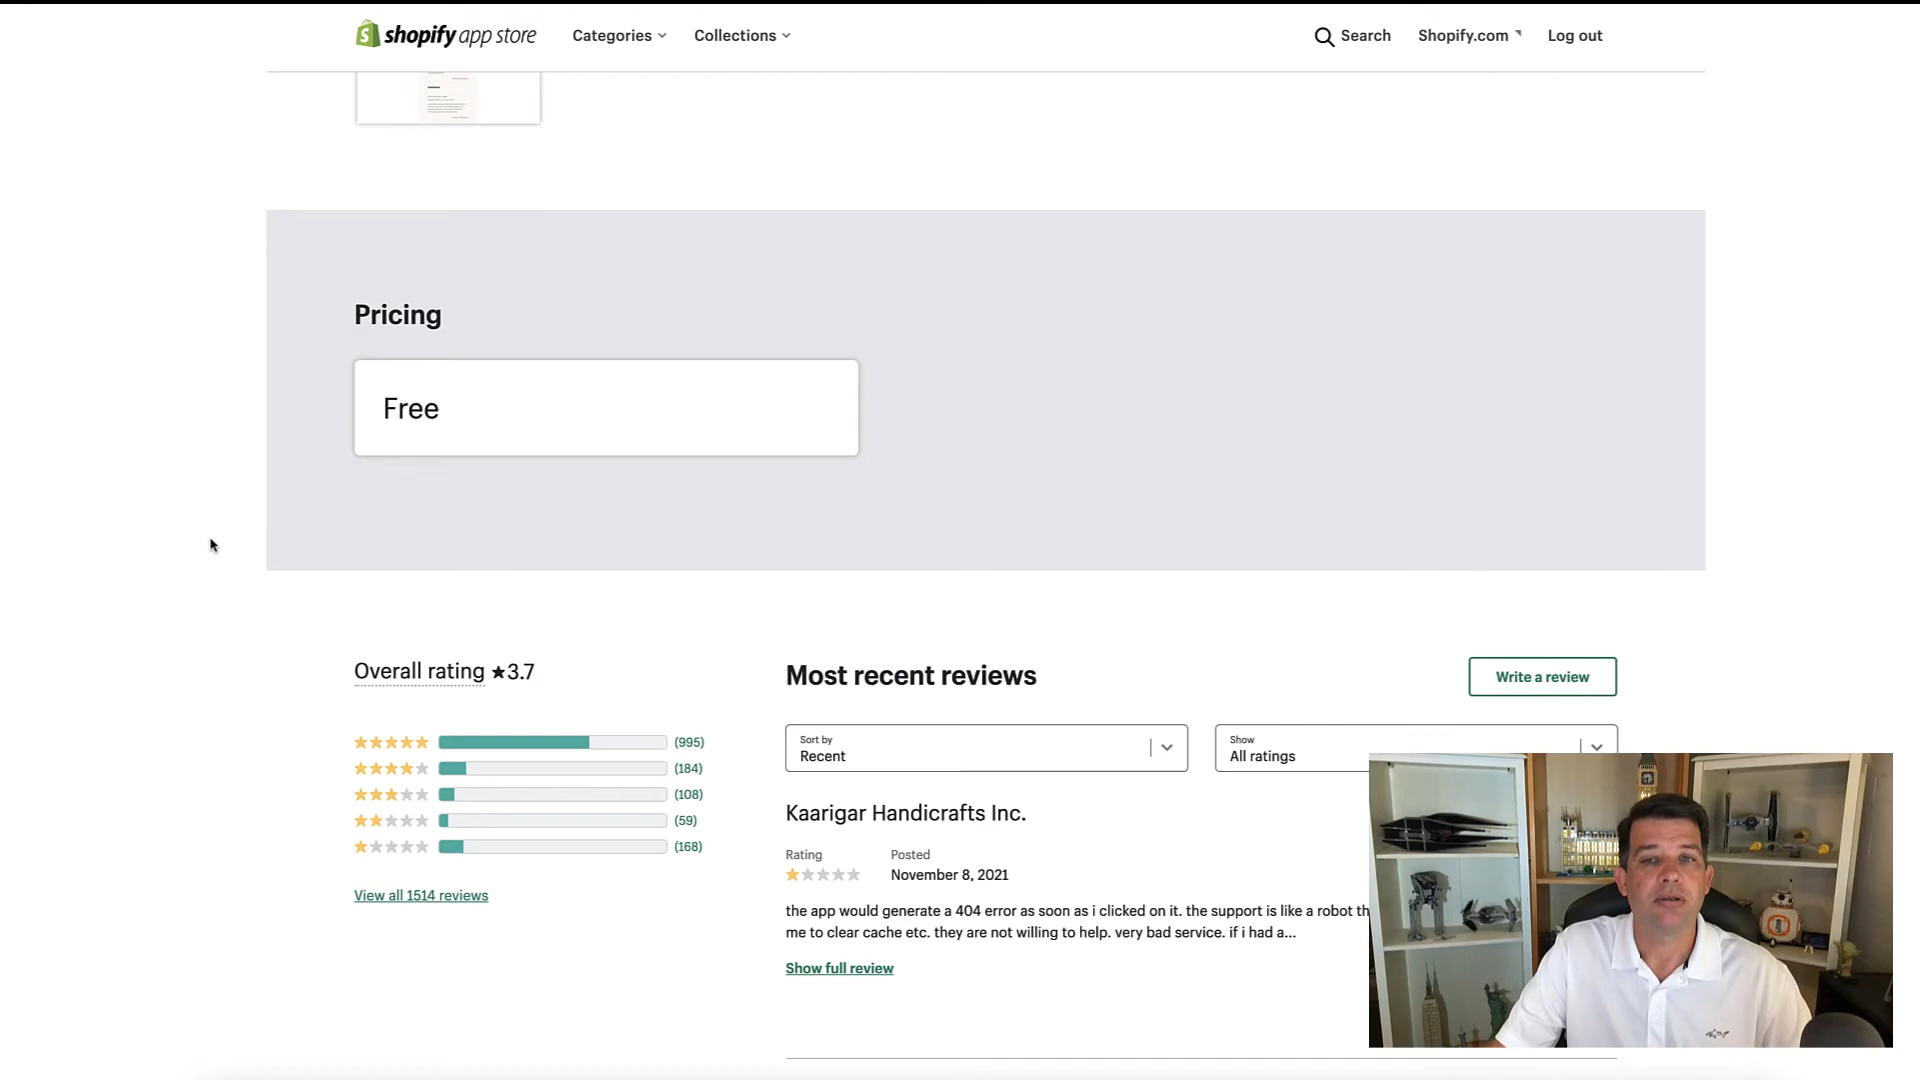 shopify app store
Categories
Collections
Search
Shopify.com
Log out
Pricing
Free
Overall rating ★3.7
(995)
(184)
(108)
(59)
(168)
View all 1514 reviews
Most recent reviews
Write a review
Sort by
Recent
Show
All ratings
Kaarigar Handicrafts Inc.
Rating
Posted
November 8, 2021
the app would generate a 404 error as soon as i clicked on it. the support is like a robot
me to clear cache etc. they are not willing to help. very bad service. if i had a...
Show full review